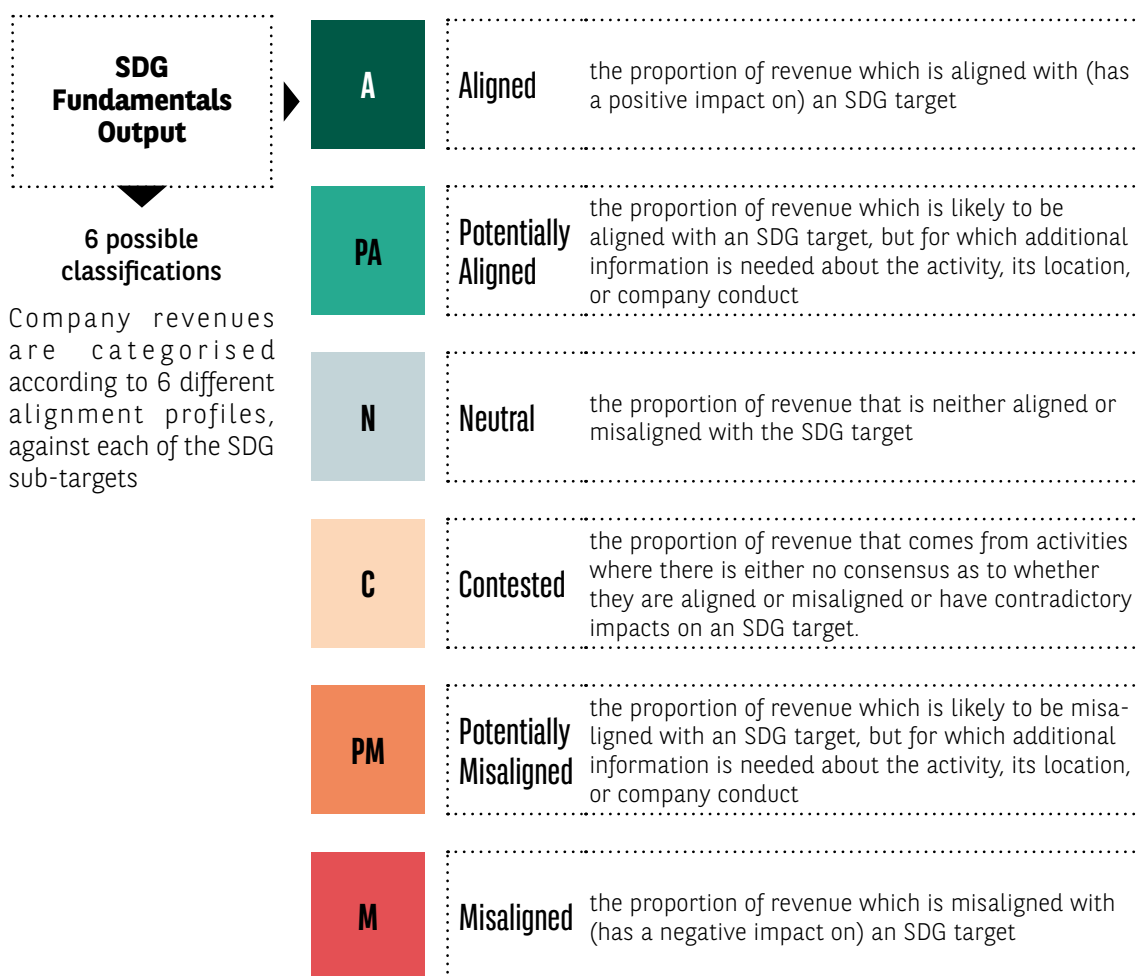 SDG
Fundamentals
Output
6 possible
classifications
Company revenues
are categorised
according to 6 different
alignment profiles,
against each of the SDG
sub-targets
A
Aligned
the proportion of revenue which is aligned with (has
a positive impact on) an SDG target
PA
Potentially
Aligned
the proportion of revenue which is likely to be
aligned with an SDG target, but for which additional
information is needed about the activity, its location,
or company conduct
N
Neutral
the proportion of revenue that is neither aligned or
misaligned with the SDG target
C
Contested
the proportion of revenue that comes from activities
where there is either no consensus as to whether
they are aligned or misaligned or have contradictory
impacts on an SDG target.
PM
Potentially
Misaligned
the proportion of revenue which is likely to be misa-
ligned with an SDG target, but for which additional
information is needed about the activity, its location,
or company conduct
M
Misaligned
the proportion of revenue which is misaligned with
(has a negative impact on) an SDG target